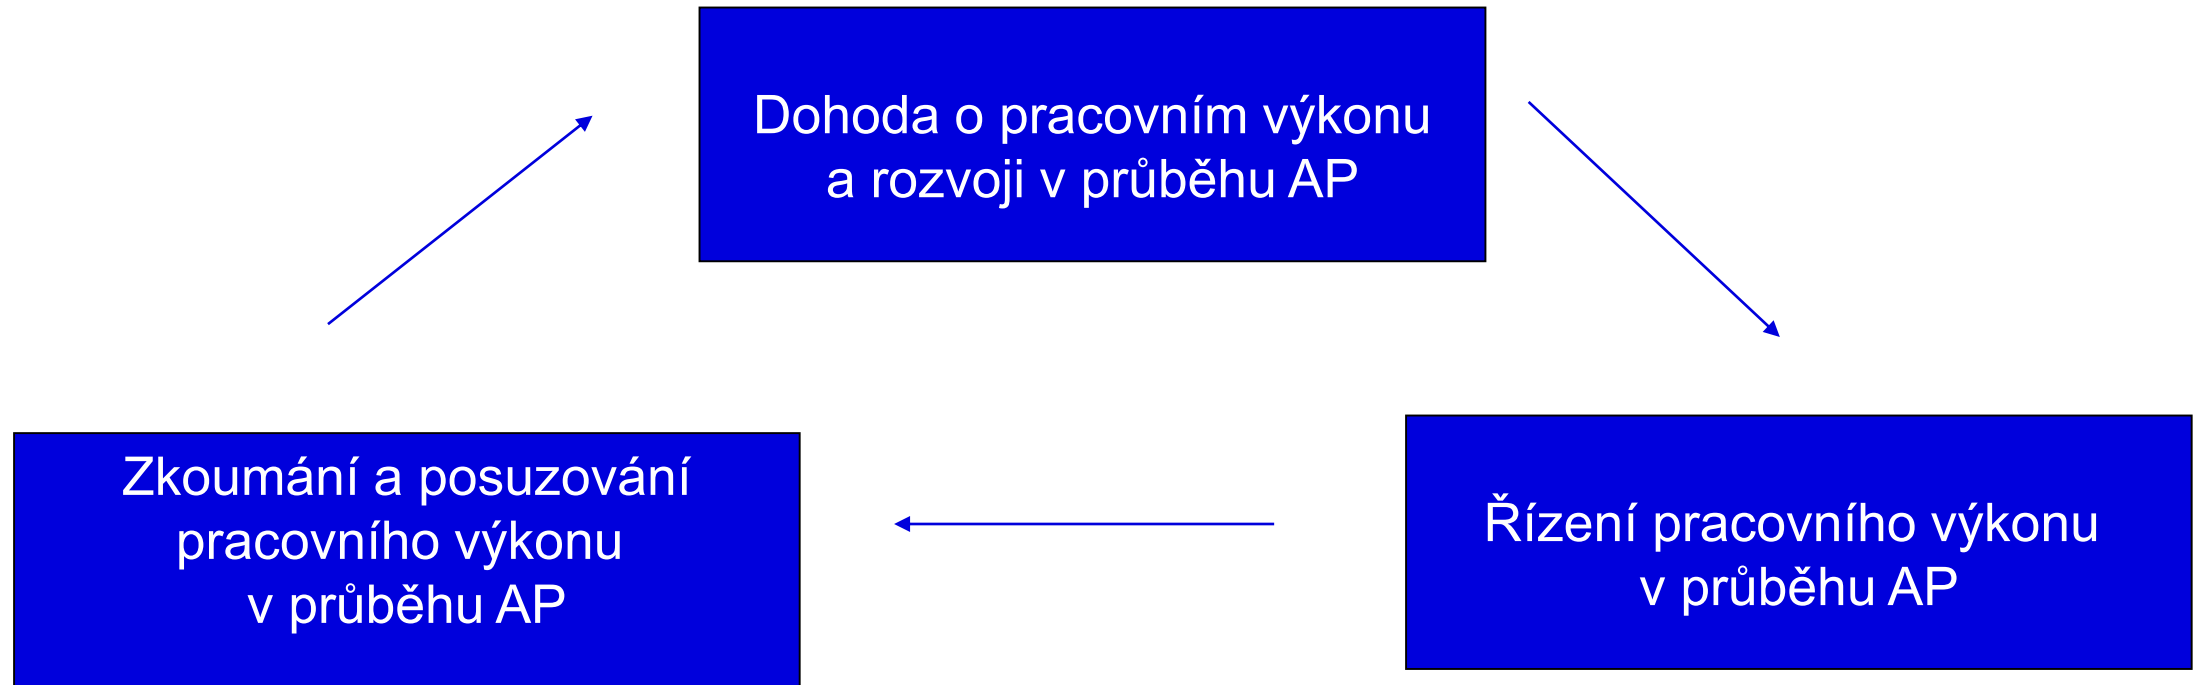 Dohoda o pracovním výkonu
a rozvoji v průběhu AP
Zkoumání a posuzování
pracovního výkonu
v průběhu AP
Řízení pracovního výkonu
v průběhu AP